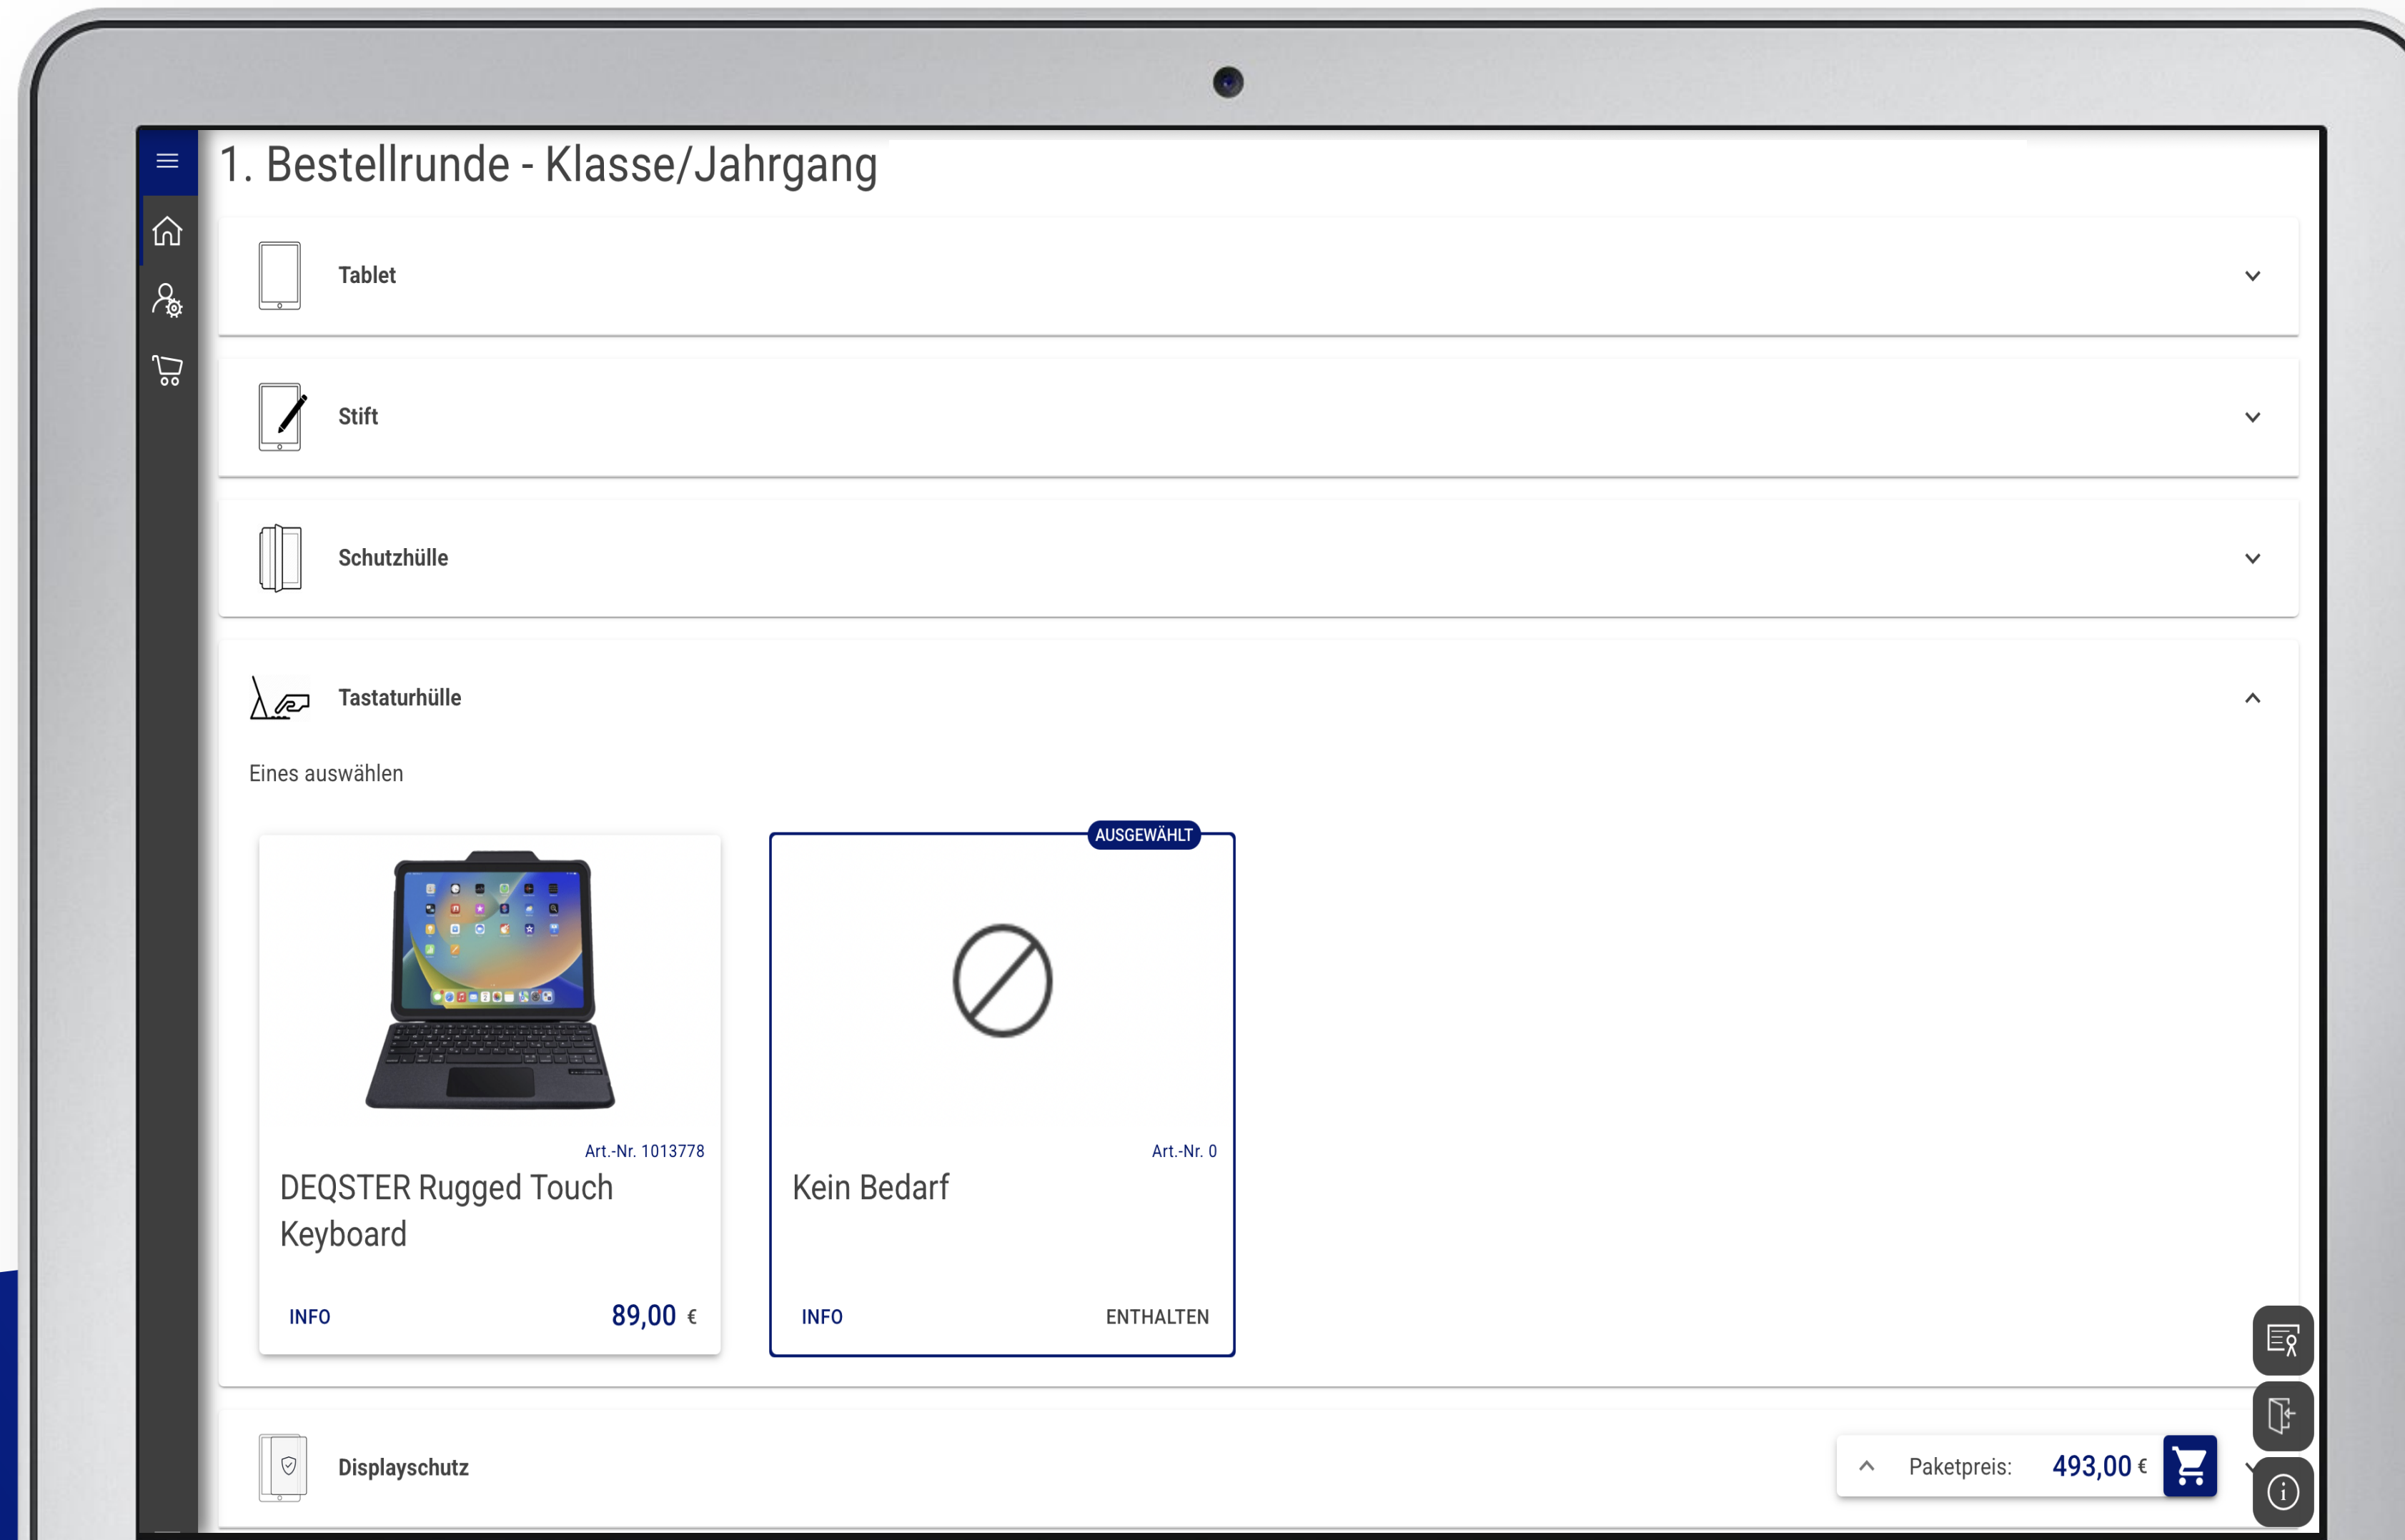 1. Bestellrunde - Klasse/Jahrgang
Tablet
Stift
Schutzhülle
Tastaturhülle
Eines auswählen
AUSGEWÄHLT
Art.-Nr. 1013778
DEQSTER Rugged Touch
Keyboard
INFO
89,00 €
Art.-Nr. 0
Kein Bedarf
INFO
ENTHALTEN
Displayschutz
Paketpreis: 493,00 €